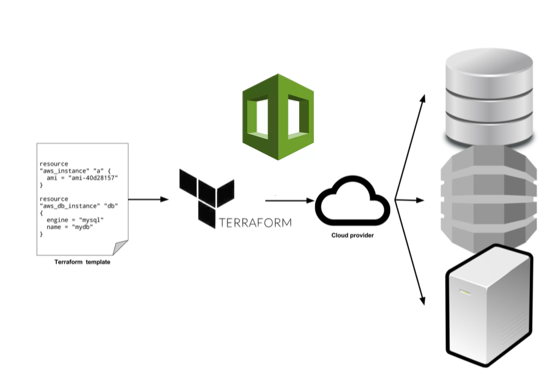 resource
"aws_instance" "a" {
ami = "ami-40d28157"
}
resource
"aws_db_instance" "db"
{
engine = "mysql"
name = "mydb"
}
Terraform template
TERRAFORM
Cloud provider